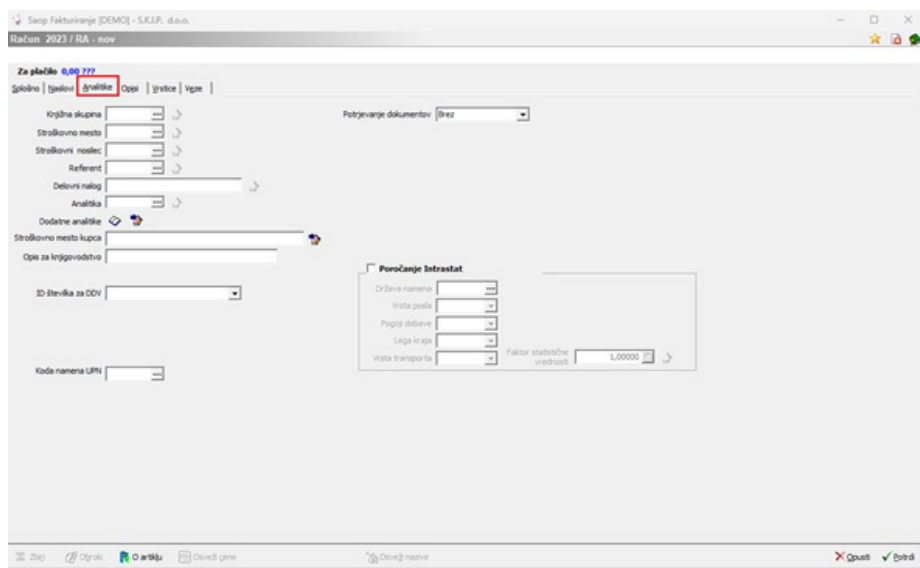 Saop Fakturiranje [DEMO] - S.K.I.P. d.o.o.
Račun 2023 / RA - nov
Za plačilo 0,00 ???
Splošno Naslovi Analitike Opisi Vrstice Veze
Knjižna skupina
Potrjevanje dokumentov Brez
Stroškovno mesto
Stroškovni nosilec
Referent
Delovni nalog
Analitika
Dodatne analitike
Stroškovno mesto kupca
Opis za knjigovodstvo
Poročanje Intrastat
Država namena
ID številka za DDV
Vrsta posla
Pogoji dobave
Lega kraja
Vrsta transporta
Faktor statistične vrednosti 1,00000
Koda namena UPN
Zbij Obroki O artiklu Osveži cene Osveži nazive Opusti Potrdi